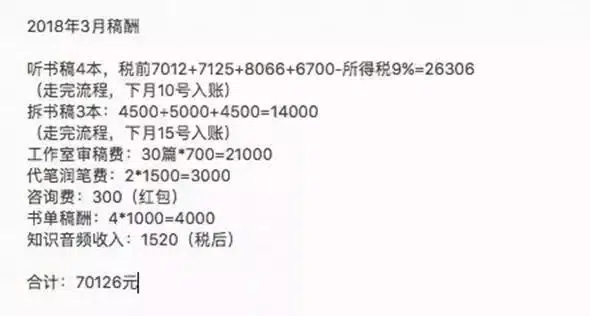 2018年3月稿酬
听书稿4本，税前7012+7125+8066+6700-所得税9%=26306
（走完流程，下月10号入账）
拆书稿3本：4500+5000+4500=14000
（走完流程，下月15号入账）
工作室审稿费：30篇*700=21000
代笔润笔费：2*1500=3000
咨询费：300（红包）
书单稿酬：4*1000=4000
知识音频收入：1520（税后）
合计：70126元